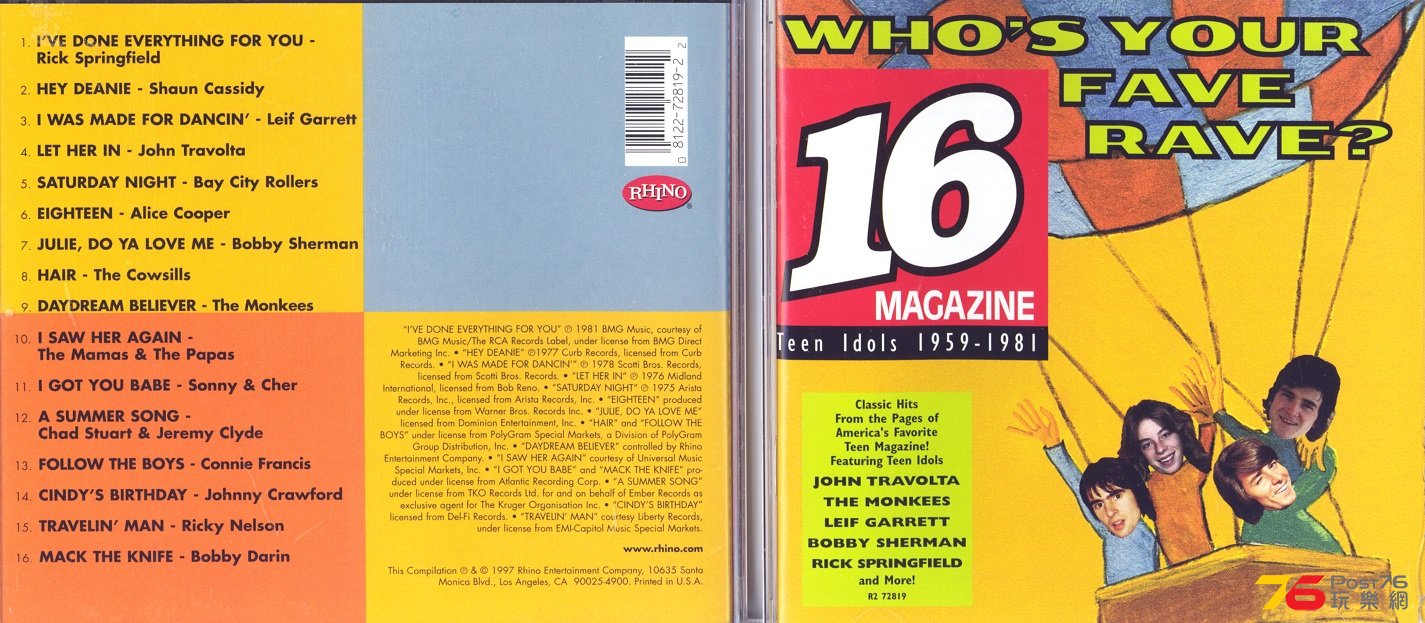 1. I'VE DONE EVERYTHING FOR YOU -
Rick Springfield
2. HEY DEANIE - Shaun Cassidy
3. I WAS MADE FOR DANCIN' - Leif Garrett
4. LET HER IN - John Travolta
5. SATURDAY NIGHT - Bay City Rollers
6. EIGHTEEN - Alice Cooper
7. JULIE, DO YA LOVE ME - Bobby Sherman
8. HAIR - The Cowsills
9. DAYDREAM BELIEVER - The Monkees
10. I SAW HER AGAIN -
The Mamas & The Papas
11. I GOT YOU BABE - Sonny & Cher
12. A SUMMER SONG -
Chad Stuart & Jeremy Clyde
13. FOLLOW THE BOYS - Connie Francis
14. CINDY'S BIRTHDAY - Johnny Crawford
15. TRAVELIN' MAN - Ricky Nelson
16. MACK THE KNIFE - Bobby Darin
0 8122-72819-2 2
RHINO®
"I'VE DONE EVERYTHING FOR YOU" ℗ 1981 BMG Music, courtesy of
BMG Music/The RCA Records Label, under license from BMG Direct
Marketing Inc. • "HEY DEANIE" ℗1977 Curb Records, licensed from Curb
Records. • "I WAS MADE FOR DANCIN'" ℗ 1978 Scotti Bros. Records,
licensed from Scotti Bros. Records. • "LET HER IN" ℗ 1976 Midland
International, licensed from Bob Reno. • "SATURDAY NIGHT" ℗ 1975 Arista
Records, Inc., licensed from Arista Records, Inc. • "EIGHTEEN" produced
under license from Warner Bros. Records Inc. • "JULIE, DO YA LOVE ME"
licensed from Dominion Entertainment, Inc. • "HAIR" and "FOLLOW THE
BOYS" under license from PolyGram Special Markets, a Division of PolyGram
Group Distribution, Inc. • "DAYDREAM BELIEVER" controlled by Rhino
Entertainment Company. • "I SAW HER AGAIN" courtesy of Universal Music
Special Markets, Inc. • "I GOT YOU BABE" and "MACK THE KNIFE" pro-
duced under license from Atlantic Recording Corp. • "A SUMMER SONG"
under license from TKO Records Ltd. for and on behalf of Ember Records as
exclusive agent for The Kruger Organisation Inc. • "CINDY'S BIRTHDAY"
licensed from Del-Fi Records. • "TRAVELIN' MAN" courtesy Liberty Records,
under license from EMI-Capitol Music Special Markets.
www.rhino.com
This Compilation ℗ & © 1997 Rhino Entertainment Company, 10635 Santa
Monica Blvd., Los Angeles, CA 90025-4900. Printed in U.S.A.
WHO'S YOUR
FAVE
RAVE?
16
MAGAZINE
Teen Idols 1959-1981
Classic Hits
From the Pages of
America's Favorite
Teen Magazine!
Featuring Teen Idols
JOHN TRAVOLTA
THE MONKEES
LEIF GARRETT
BOBBY SHERMAN
RICK SPRINGFIELD
and More!
R2 72819
76 POST76
玩樂網